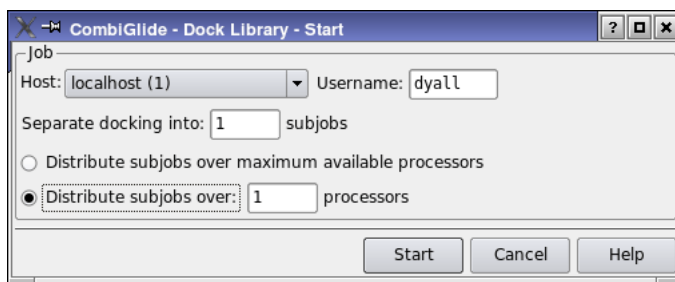 CombiGlide - Dock Library - Start
Job
Host: localhost (1) Username: dyall
Separate docking into: 1 subjobs
Distribute subjobs over maximum available processors
Distribute subjobs over: 1 processors
Start Cancel Help